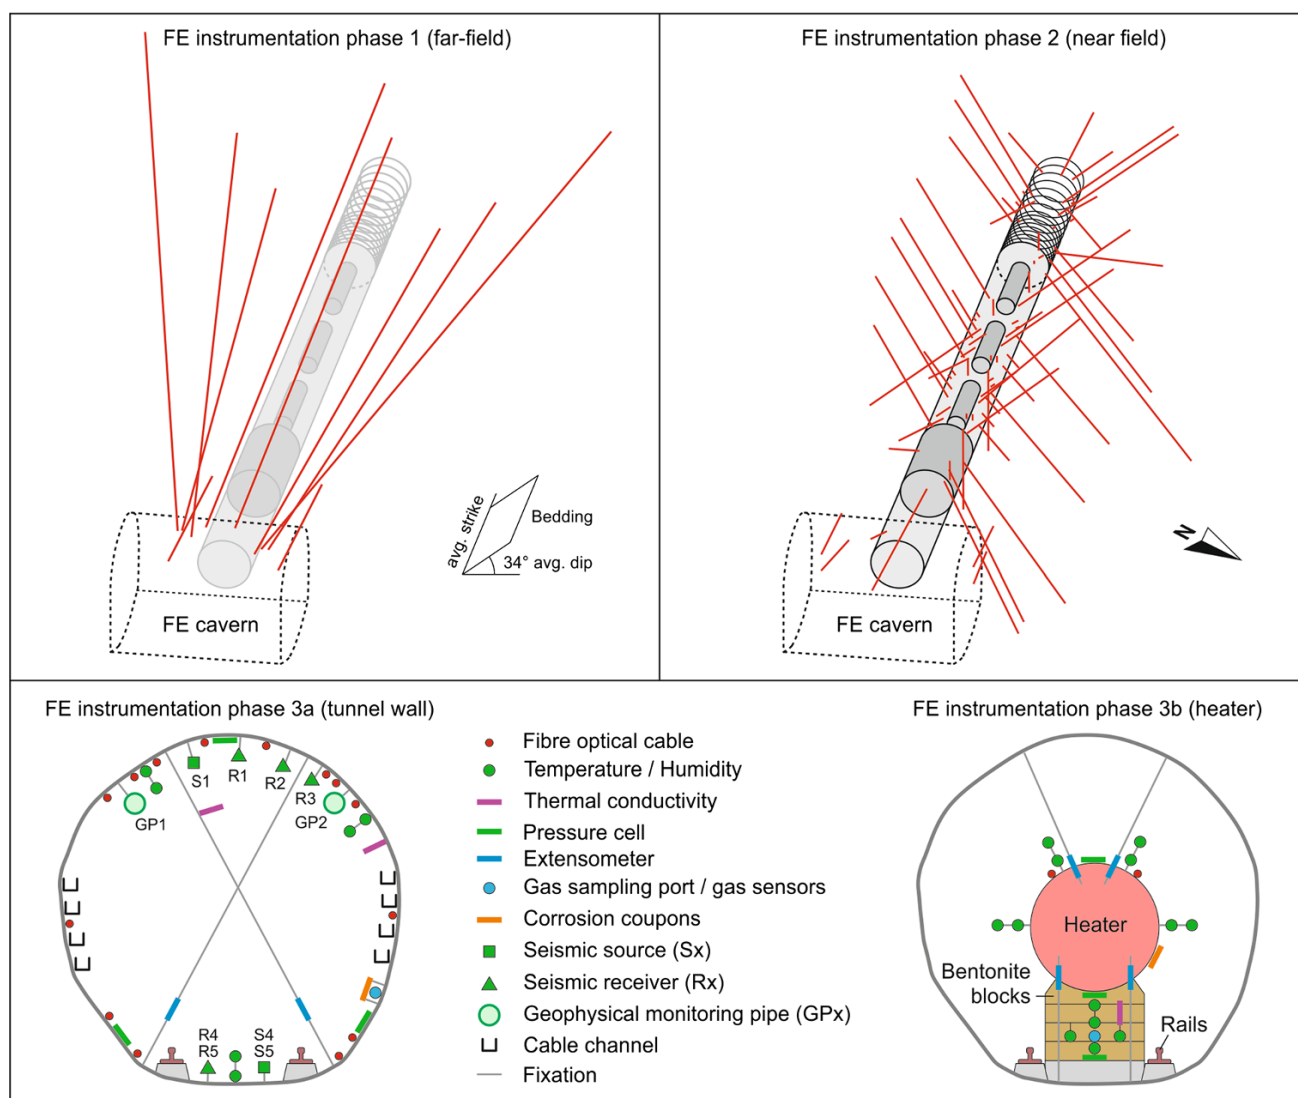 FE instrumentation phase 1 (far-field)
avg. strike
Bedding
34° avg. dip
FE cavern
FE instrumentation phase 2 (near field)
N
FE cavern
FE instrumentation phase 3a (tunnel wall)
S1
R1
R2
R3
GP1
GP2
R4
R5
S4
S5
Fibre optical cable
Temperature / Humidity
Thermal conductivity
Pressure cell
Extensometer
Gas sampling port / gas sensors
Corrosion coupons
Seismic source (Sx)
Seismic receiver (Rx)
Geophysical monitoring pipe (GPx)
Cable channel
Fixation
FE instrumentation phase 3b (heater)
Heater
Bentonite
blocks
Rails